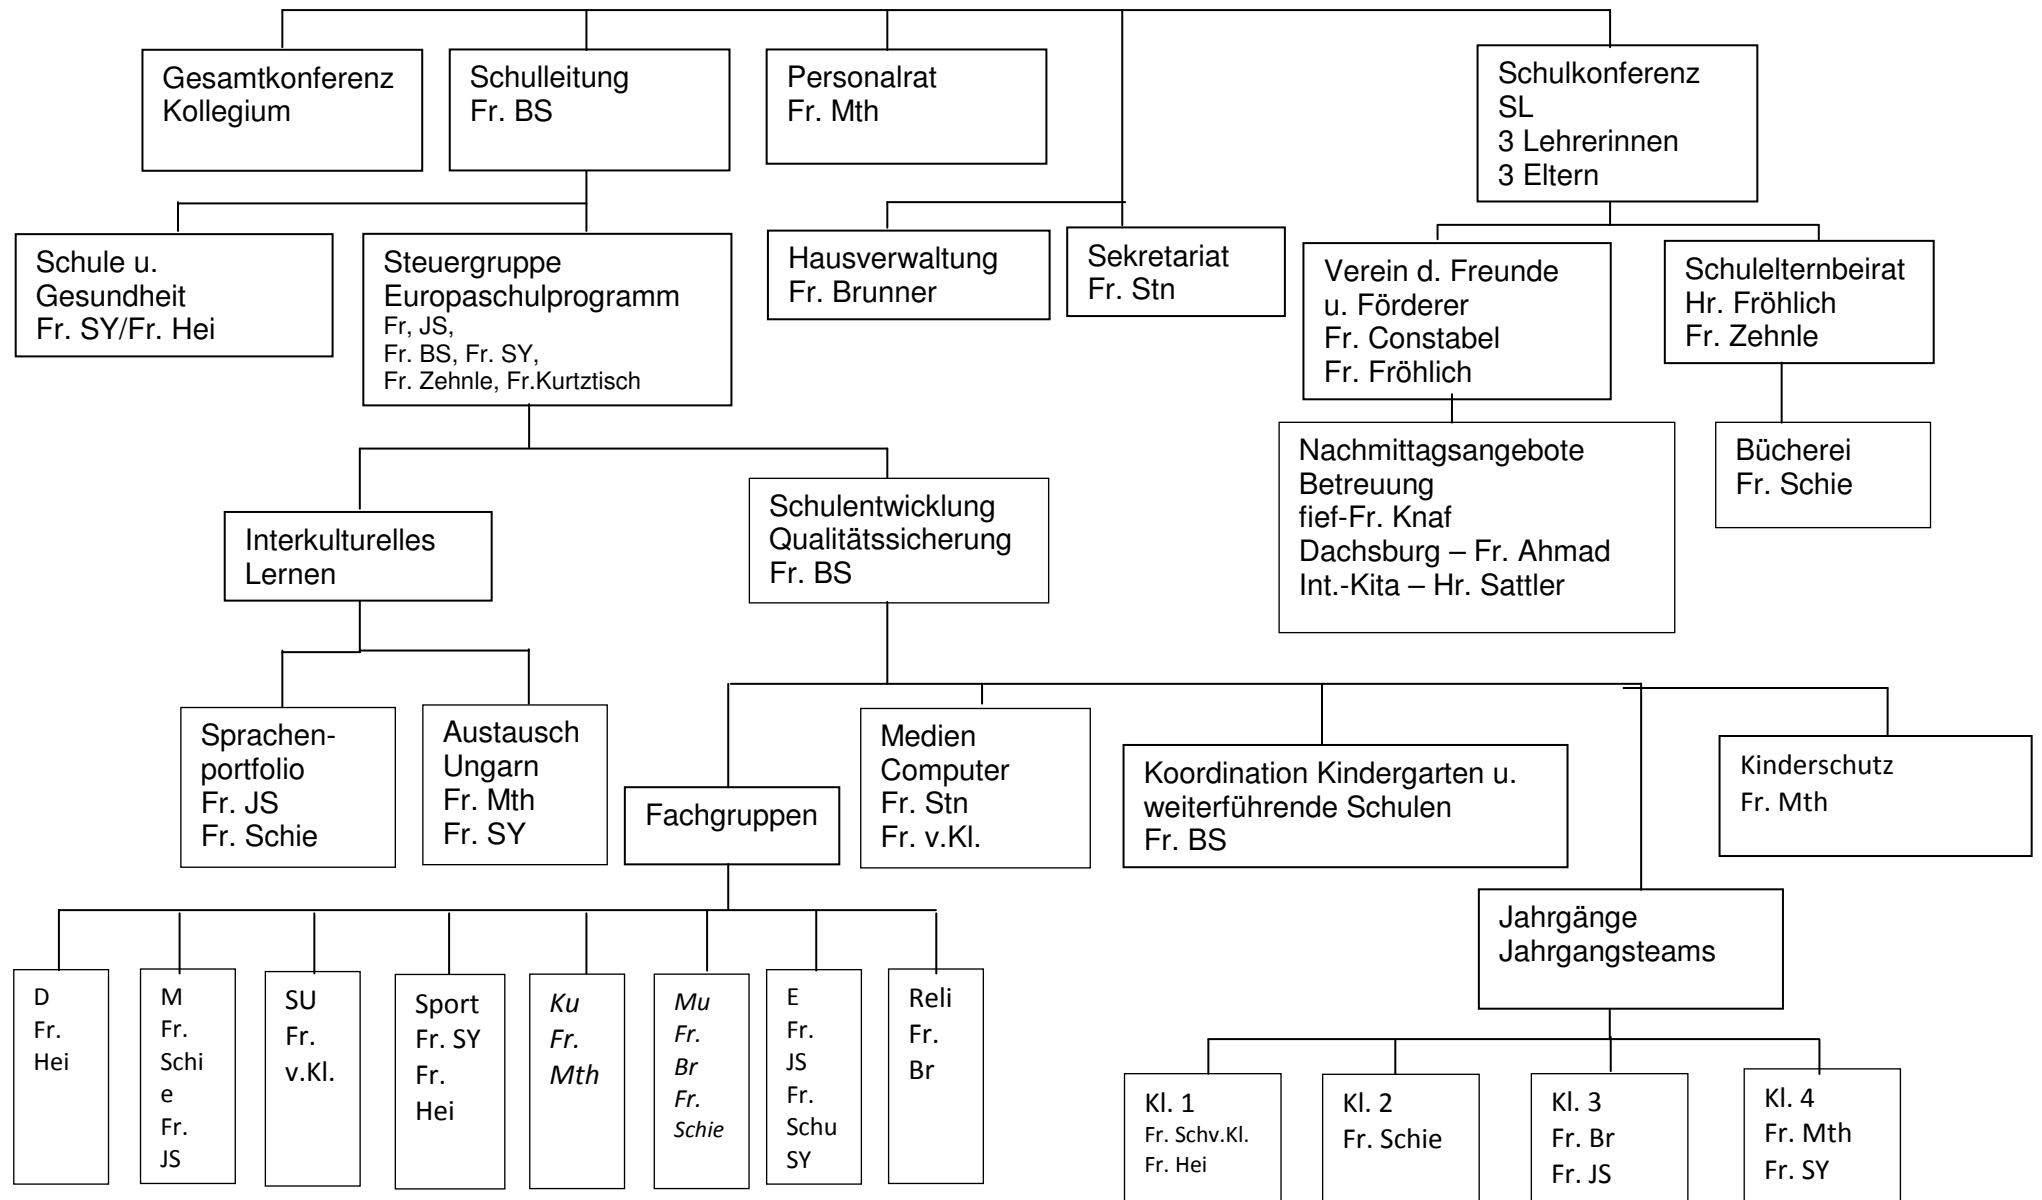 Gesamtkonferenz
Kollegium
Schulleitung
Fr. BS
Personalrat
Fr. Mth
Schulkonferenz
SL
3 Lehrerinnen
3 Eltern
Schule u.
Gesundheit
Fr. SY/Fr. Hei
Steuergruppe
Europaschulprogramm
Fr, JS,
Fr. BS, Fr. SY,
Fr. Zehnle, Fr.Kurtztisch
Hausverwaltung
Fr. Brunner
Sekretariat
Fr. Stn
Verein d. Freunde
u. Förderer
Fr. Constabel
Fr. Fröhlich
Schulelternbeirat
Hr. Fröhlich
Fr. Zehnle
Nachmittagsangebote
Betreuung
fief-Fr. Knaf
Dachsburg – Fr. Ahmad
Int.-Kita – Hr. Sattler
Bücherei
Fr. Schie
Interkulturelles
Lernen
Schulentwicklung
Qualitätssicherung
Fr. BS
Sprachen-
portfolio
Fr. JS
Fr. Schie
Austausch
Ungarn
Fr. Mth
Fr. SY
Fachgruppen
Medien
Computer
Fr. Stn
Fr. v.Kl.
Koordination Kindergarten u.
weiterführende Schulen
Fr. BS
Kinderschutz
Fr. Mth
Jahrgänge
Jahrgangsteams
D
Fr.
Hei
M
Fr.
Schi
e
Fr.
JS
SU
Fr.
v.Kl.
Sport
Fr. SY
Fr.
Hei
Ku
Fr.
Mth
Mu
Fr.
Br
Fr.
Schie
E
Fr.
JS
Fr.
Schu
SY
Reli
Fr.
Br
Kl. 1
Fr. Schv.Kl.
Fr. Hei
Kl. 2
Fr. Schie
Kl. 3
Fr. Br
Fr. JS
Kl. 4
Fr. Mth
Fr. SY